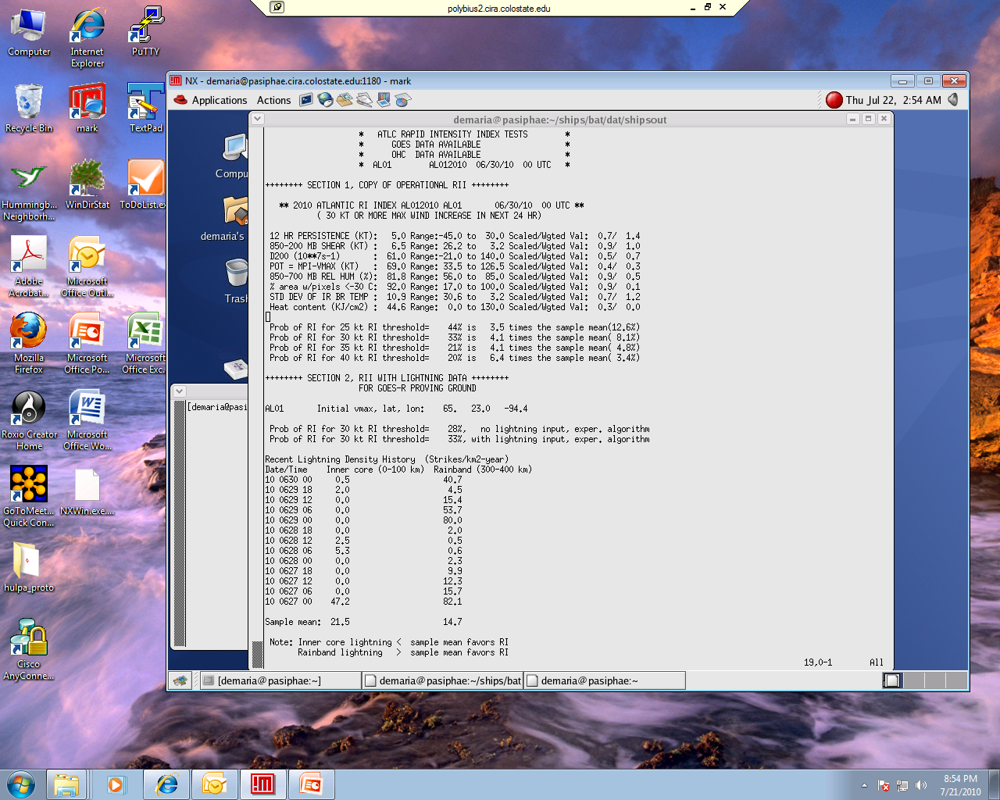 polybius2.cira.colostate.edu
Computer
Internet Explorer
PuTTY
Recycle Bin
mark
TextPad
Hummingb... Neighborh...
WinDirStat
ToDoList.ex
Adobe Acrobat...
Microsoft Office Outl...
Mozilla Firefox
Microsoft Office Po...
Microsoft Office Exc...
Roxio Creator Home
Microsoft Office Wo...
GoToMeet... Quick Con...
NXWin.exe....
hulpa_proto
Cisco AnyConne...
NX - demaria@pasiphae.cira.colostate.edu:1180 - mark
Applications Actions
Thu Jul 22, 2:54 AM
Compu
demaria's
Trash
[demaria@pasi
demaria@pasiphae:~/ships/bat/dat/shipsout
* ATLC RAPID INTENSITY INDEX TESTS *
* GOES DATA AVAILABLE *
* OHC DATA AVAILABLE *
* AL01 AL012010 06/30/10 00 UTC *
++++++++ SECTION 1, COPY OF OPERATIONAL RII ++++++++
** 2010 ATLANTIC RI INDEX AL012010 AL01 06/30/10 00 UTC **
( 30 KT OR MORE MAX WIND INCREASE IN NEXT 24 HR)
12 HR PERSISTENCE (KT): 5.0 Range:-45.0 to 30.0 Scaled/Wgted Val: 0.7/ 1.4
850-200 MB SHEAR (KT) : 6.5 Range: 26.2 to 3.2 Scaled/Wgted Val: 0.9/ 1.0
D200 (10**7s-1) : 61.0 Range:-21.0 to 140.0 Scaled/Wgted Val: 0.5/ 0.7
POT = MPI-VMAX (KT) : 69.0 Range: 33.5 to 126.5 Scaled/Wgted Val: 0.4/ 0.3
850-700 MB REL HUM (%): 81.8 Range: 56.0 to 85.0 Scaled/Wgted Val: 0.9/ 0.5
% area w/pixels <-30 C: 92.0 Range: 17.0 to 100.0 Scaled/Wgted Val: 0.9/ 0.1
STD DEV OF IR BR TEMP : 10.9 Range: 30.6 to 3.2 Scaled/Wgted Val: 0.7/ 1.2
Heat content (KJ/cm2) : 44.6 Range: 0.0 to 130.0 Scaled/Wgted Val: 0.3/ 0.0
Prob of RI for 25 kt RI threshold= 44% is 3.5 times the sample mean(12.6%)
Prob of RI for 30 kt RI threshold= 33% is 4.1 times the sample mean( 8.1%)
Prob of RI for 35 kt RI threshold= 21% is 4.1 times the sample mean( 4.8%)
Prob of RI for 40 kt RI threshold= 20% is 6.4 times the sample mean( 3.4%)
++++++++ SECTION 2, RII WITH LIGHTNING DATA ++++++++
FOR GOES-R PROVING GROUND
AL01 Initial vmax, lat, lon: 65. 23.0 -94.4
Prob of RI for 30 kt RI threshold= 28%, no lightning input, exper. algorithm
Prob of RI for 30 kt RI threshold= 33%, with lightning input, exper. algorithm
Recent Lightning Density History (Strikes/km2-year)
Date/Time Inner core (0-100 km) Rainband (300-400 km)
10 0630 00 0.5 40.7
10 0629 18 2.0 4.5
10 0629 12 0.0 15.4
10 0629 06 0.0 53.7
10 0629 00 0.0 80.0
10 0628 18 0.0 2.0
10 0628 12 2.5 0.5
10 0628 06 5.3 0.6
10 0628 00 0.0 2.3
10 0627 18 0.0 9.9
10 0627 12 0.0 12.3
10 0627 06 0.0 15.7
10 0627 00 47.2 82.1
Sample mean: 21.5 14.7
Note: Inner core lightning < sample mean favors RI
Rainband lightning > sample mean favors RI
19,0-1 All
[demaria@pasiphae:~]
demaria@pasiphae:~/ships/bat
demaria@pasiphae:~
8:54 PM
7/21/2010